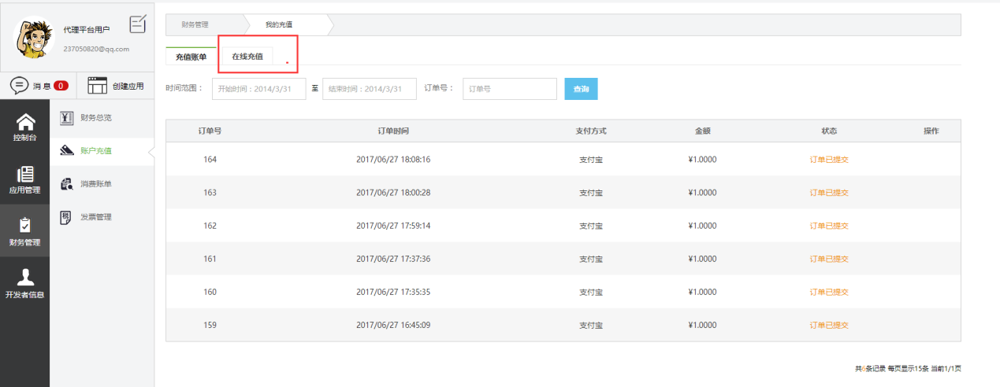 代理平台用户
237050820@qq.com
消息 0
创建应用
控制台
应用管理
财务管理
开发者信息
财务总览
账户充值
消费账单
发票管理
财务管理
我的充值
充值账单
在线充值
时间范围： 开始时间：2014/3/31 至 结束时间：2014/3/31 订单号： 订单号 查询
订单号 订单时间 支付方式 金额 状态 操作
164 2017/06/27 18:08:16 支付宝 ¥1.0000 订单已提交
163 2017/06/27 18:00:28 支付宝 ¥1.0000 订单已提交
162 2017/06/27 17:59:14 支付宝 ¥1.0000 订单已提交
161 2017/06/27 17:37:36 支付宝 ¥1.0000 订单已提交
160 2017/06/27 17:35:35 支付宝 ¥1.0000 订单已提交
159 2017/06/27 16:45:09 支付宝 ¥1.0000 订单已提交
共6条记录 每页显示15条 当前1/1页